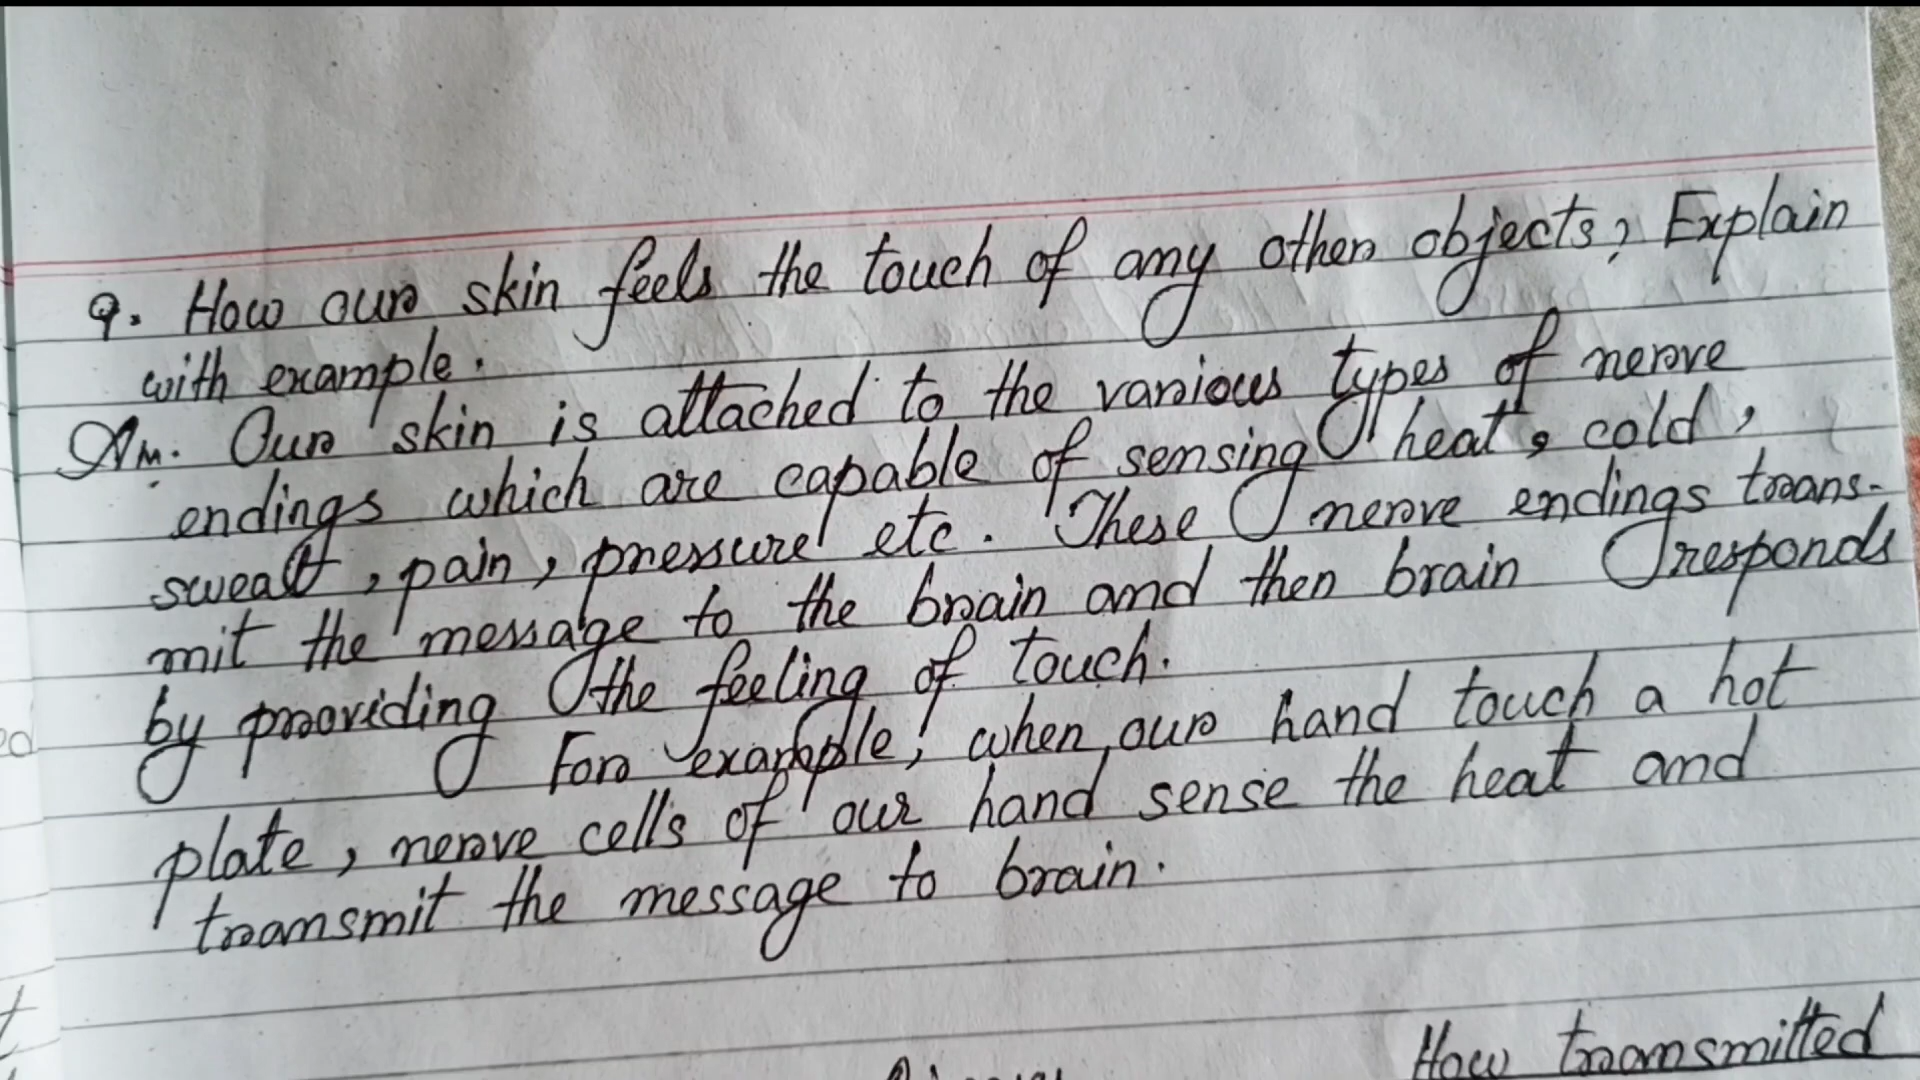 9. How our skin feels the touch of any other objects? Explain
with example.
Ans. Our skin is attached to the various types of nerve
endings which are capable of sensing heat, cold,
sweat, pain, pressure etc. These nerve endings trans-
mit the message to the brain and then brain responds
by providing the feeling of touch.
For example, when our hand touch a hot
plate, nerve cells of our hand sense the heat and
transmit the message to brain.
How transmitted